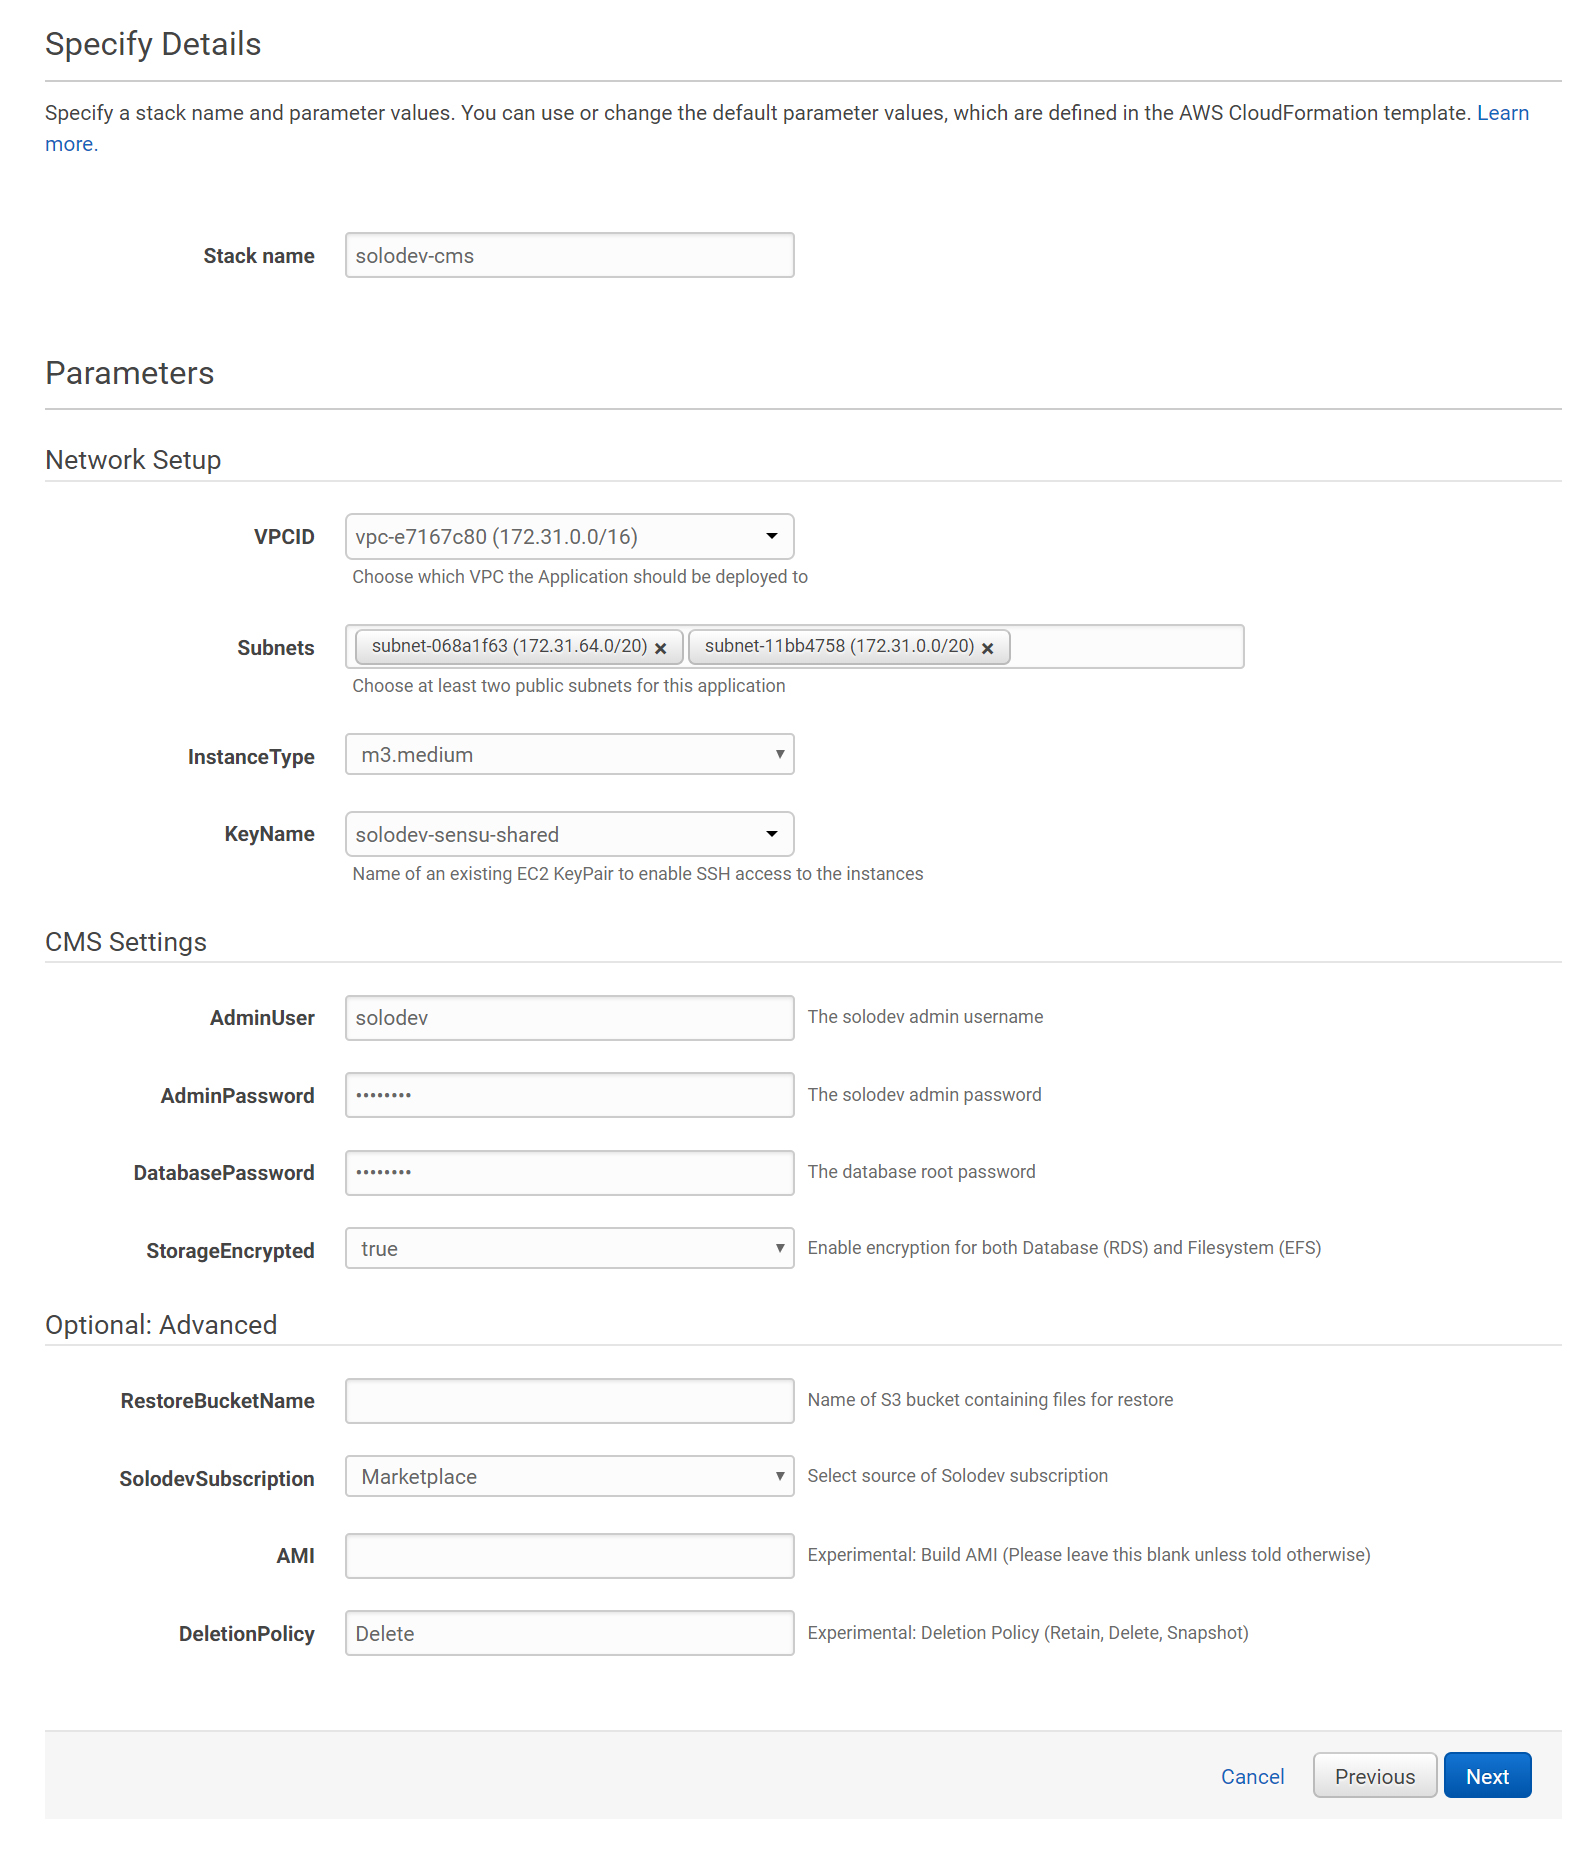 Specify Details
Specify a stack name and parameter values. You can use or change the default parameter values, which are defined in the AWS CloudFormation template. Learn
more.
Stack name solodev-cms
Parameters
Network Setup
VPCID vpc-e7167c80 (172.31.0.0/16)
Choose which VPC the Application should be deployed to
Subnets subnet-068a1f63 (172.31.64.0/20) × subnet-11bb4758 (172.31.0.0/20) ×
Choose at least two public subnets for this application
InstanceType m3.medium
KeyName solodev-sensu-shared
Name of an existing EC2 KeyPair to enable SSH access to the instances
CMS Settings
AdminUser solodev The solodev admin username
AdminPassword •••••••• The solodev admin password
DatabasePassword •••••••• The database root password
StorageEncrypted true Enable encryption for both Database (RDS) and Filesystem (EFS)
Optional: Advanced
RestoreBucketName Name of S3 bucket containing files for restore
SolodevSubscription Marketplace Select source of Solodev subscription
AMI Experimental: Build AMI (Please leave this blank unless told otherwise)
DeletionPolicy Delete Experimental: Deletion Policy (Retain, Delete, Snapshot)
Cancel Previous Next